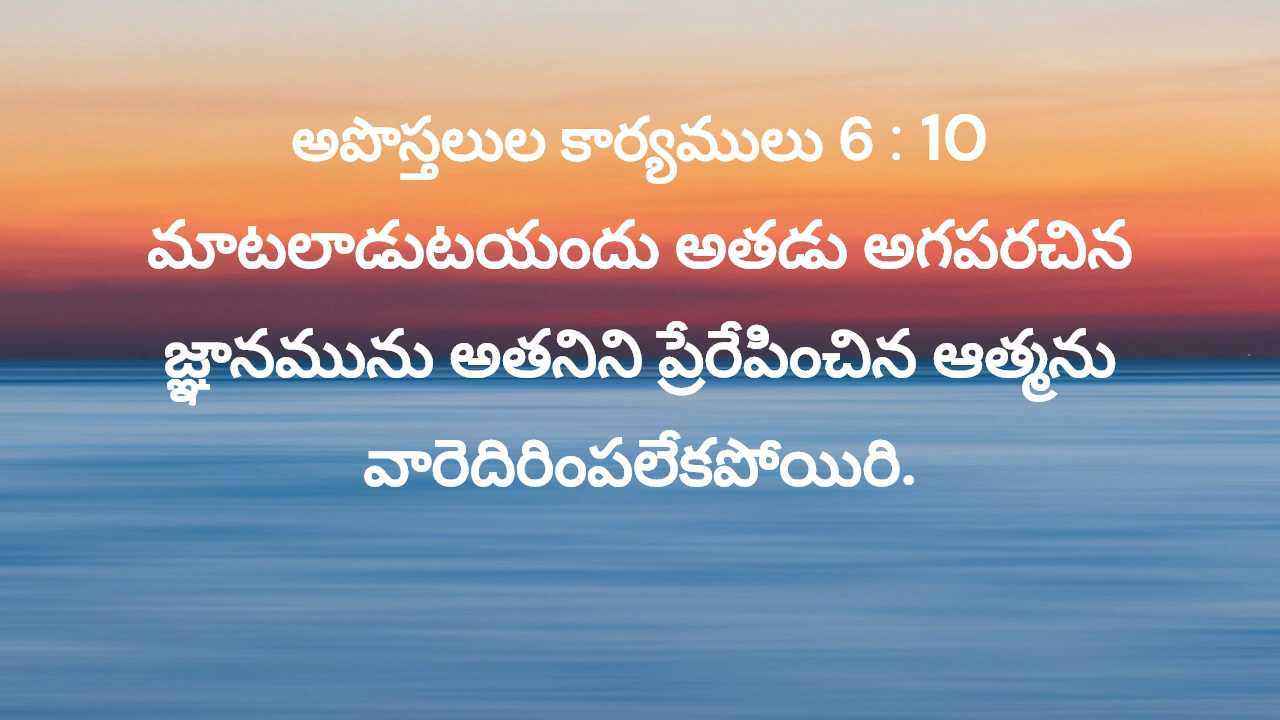 అపొస్తలుల కార్యములు 6 : 10
మాటలాడుటయందు అతడు అగపరచిన
జ్ఞానమును అతనిని ప్రేరేపించిన ఆత్మను
వారెదిరింపలేకపోయిరి.